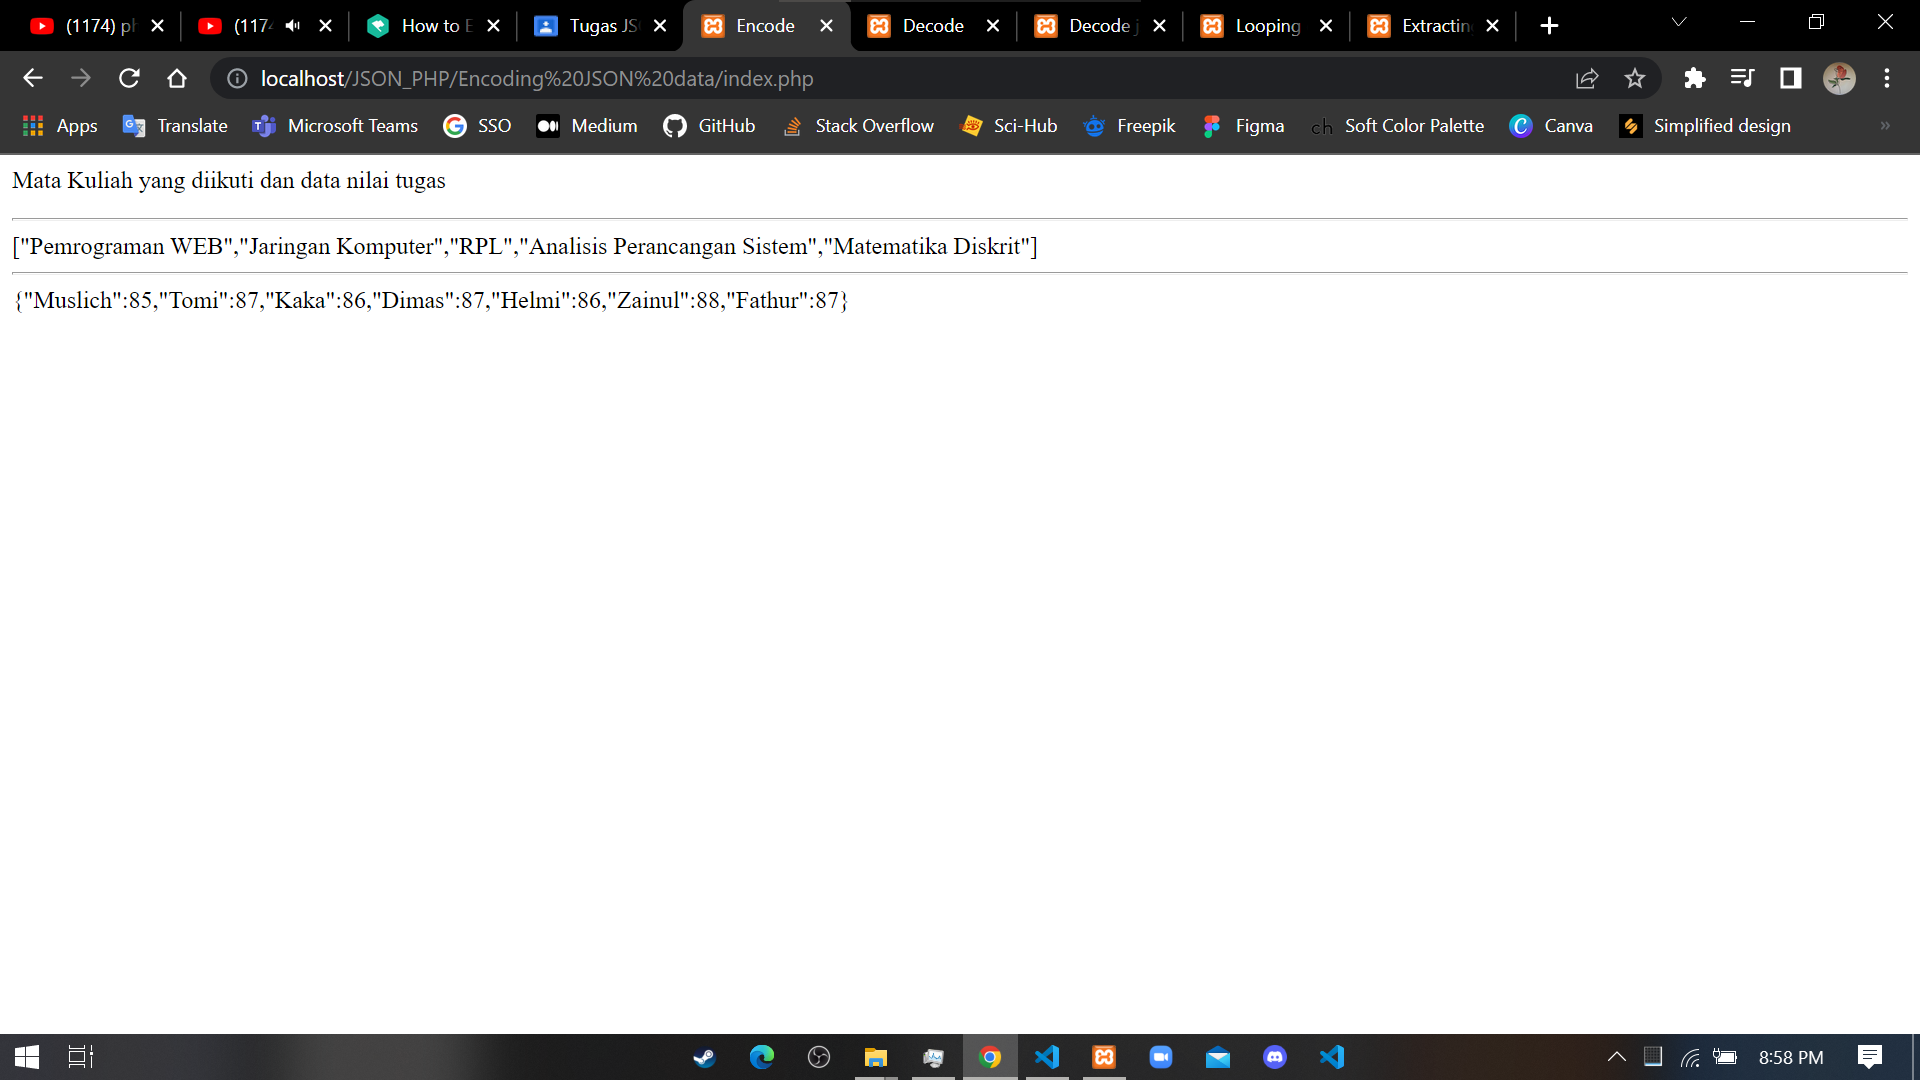 (1174) ph
(1174
How to E
Tugas JS
Encode
Decode
Decode j
Looping
Extractin
localhost/JSON_PHP/Encoding%20JSON%20data/index.php
Apps
Translate
Microsoft Teams
SSO
Medium
GitHub
Stack Overflow
Sci-Hub
Freepik
Figma
ch Soft Color Palette
Canva
Simplified design
»
Mata Kuliah yang diikuti dan data nilai tugas
["Pemrograman WEB","Jaringan Komputer","RPL","Analisis Perancangan Sistem","Matematika Diskrit"]
{"Muslich":85,"Tomi":87,"Kaka":86,"Dimas":87,"Helmi":86,"Zainul":88,"Fathur":87}
8:58 PM